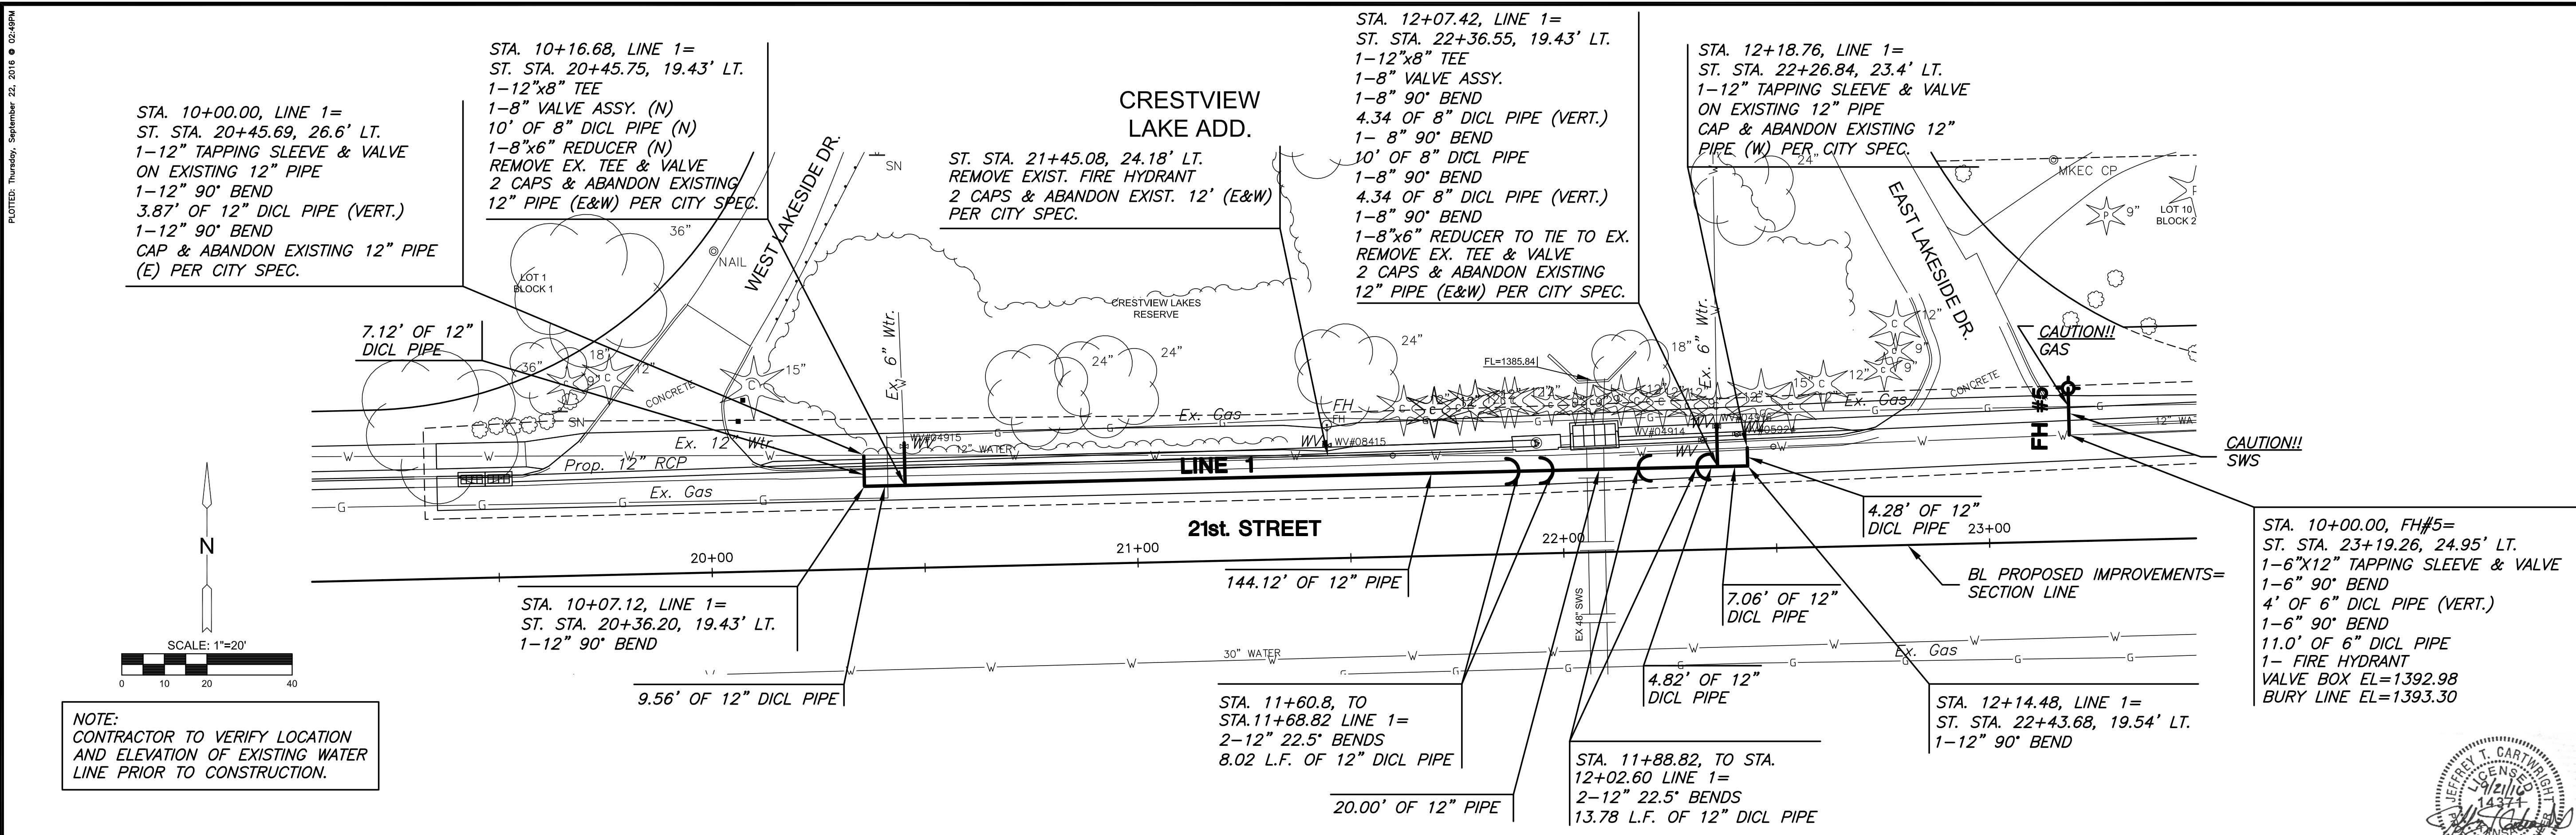 PLOTTED: Thursday, September 22, 2016 @ 02:49PM
STA. 10+00.00, LINE 1=
ST. STA. 20+45.69, 26.6' LT.
1-12" TAPPING SLEEVE & VALVE
ON EXISTING 12" PIPE
1-12" 90° BEND
3.87' OF 12" DICL PIPE (VERT.)
1-12" 90° BEND
CAP & ABANDON EXISTING 12" PIPE
(E) PER CITY SPEC.
STA. 10+16.68, LINE 1=
ST. STA. 20+45.75, 19.43' LT.
1-12"x8" TEE
1-8" VALVE ASSY. (N)
10' OF 8" DICL PIPE (N)
1-8"x6" REDUCER (N)
REMOVE EX. TEE & VALVE
2 CAPS & ABANDON EXISTING
12" PIPE (E&W) PER CITY SPEC.
CRESTVIEW
LAKE ADD.
ST. STA. 21+45.08, 24.18' LT.
REMOVE EXIST. FIRE HYDRANT
2 CAPS & ABANDON EXIST. 12' (E&W)
PER CITY SPEC.
STA. 12+07.42, LINE 1=
ST. STA. 22+36.55, 19.43' LT.
1-12"x8" TEE
1-8" VALVE ASSY.
1-8" 90° BEND
4.34 OF 8" DICL PIPE (VERT.)
1- 8" 90° BEND
10' OF 8" DICL PIPE
1-8" 90° BEND
4.34 OF 8" DICL PIPE (VERT.)
1-8" 90° BEND
1-8"x6" REDUCER TO TIE TO EX.
REMOVE EX. TEE & VALVE
2 CAPS & ABANDON EXISTING
12" PIPE (E&W) PER CITY SPEC.
STA. 12+18.76, LINE 1=
ST. STA. 22+26.84, 23.4' LT.
1-12" TAPPING SLEEVE & VALVE
ON EXISTING 12" PIPE
CAP & ABANDON EXISTING 12"
PIPE (W) PER CITY SPEC.
24"
MKEC CP
9"
P
LOT 10
BLOCK 2
SN
WEST LAKESIDE DR.
EAST LAKESIDE DR.
36"
NAIL
LOT 1
BLOCK 1
CRESTVIEW LAKES
RESERVE
7.12' OF 12"
DICL PIPE
36"
18"
9"
12"
15"
CONCRETE
SN
Ex. 6" Wtr.
24"
24"
24"
FL=1385.84
18"
Ex. 6" Wtr.
15"
12"
12"
9"
9"
CONCRETE
CAUTION!!
GAS
FH #5
12" WA
CAUTION!!
SWS
Ex. Gas
Ex. Gas
FH
FH
WV
WV#04915
12" WATER
WV
WV#08415
WV#04914
WV
WV#05924
Ex. 12" Wtr.
Prop. 12" RCP
LINE 1
Ex. Gas
21st. STREET
N
20+00
21+00
22+00
23+00
4.28' OF 12"
DICL PIPE
BL PROPOSED IMPROVEMENTS=
SECTION LINE
STA. 10+00.00, FH#5=
ST. STA. 23+19.26, 24.95' LT.
1-6"X12" TAPPING SLEEVE & VALVE
1-6" 90° BEND
4' OF 6" DICL PIPE (VERT.)
1-6" 90° BEND
11.0' OF 6" DICL PIPE
1- FIRE HYDRANT
VALVE BOX EL=1392.98
BURY LINE EL=1393.30
STA. 10+07.12, LINE 1=
ST. STA. 20+36.20, 19.43' LT.
1-12" 90° BEND
144.12' OF 12" PIPE
EX 48" SWS
7.06' OF 12"
DICL PIPE
30" WATER
Ex. Gas
SCALE: 1"=20'
0 10 20 40
9.56' OF 12" DICL PIPE
4.82' OF 12"
DICL PIPE
STA. 11+60.8, TO
STA.11+68.82 LINE 1=
2-12" 22.5° BENDS
8.02 L.F. OF 12" DICL PIPE
STA. 12+14.48, LINE 1=
ST. STA. 22+43.68, 19.54' LT.
1-12" 90° BEND
20.00' OF 12" PIPE
STA. 11+88.82, TO STA.
12+02.60 LINE 1=
2-12" 22.5° BENDS
13.78 L.F. OF 12" DICL PIPE
NOTE:
CONTRACTOR TO VERIFY LOCATION
AND ELEVATION OF EXISTING WATER
LINE PRIOR TO CONSTRUCTION.
JEFFREY T. CARTWRIGHT
LICENSED
9/21/16
14371